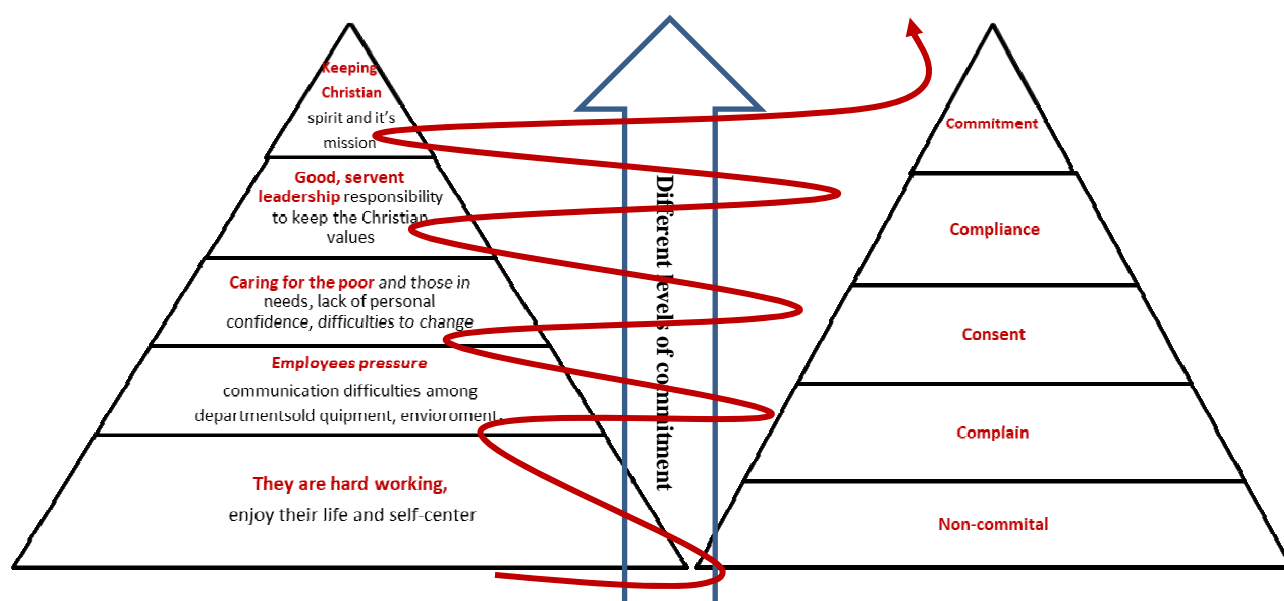 Keeping
Christian
spirit and it's
mission
Good, servent
leadership responsibility
to keep the Christian
values
Caring for the poor and those in
needs, lack of personal
confidence, difficulties to change
Employees pressure
communication difficulties among
departmentsold quipment, envioroment.
They are hard working,
enjoy their life and self-center
Different levels of commitment
Commitment
Compliance
Consent
Complain
Non-commital